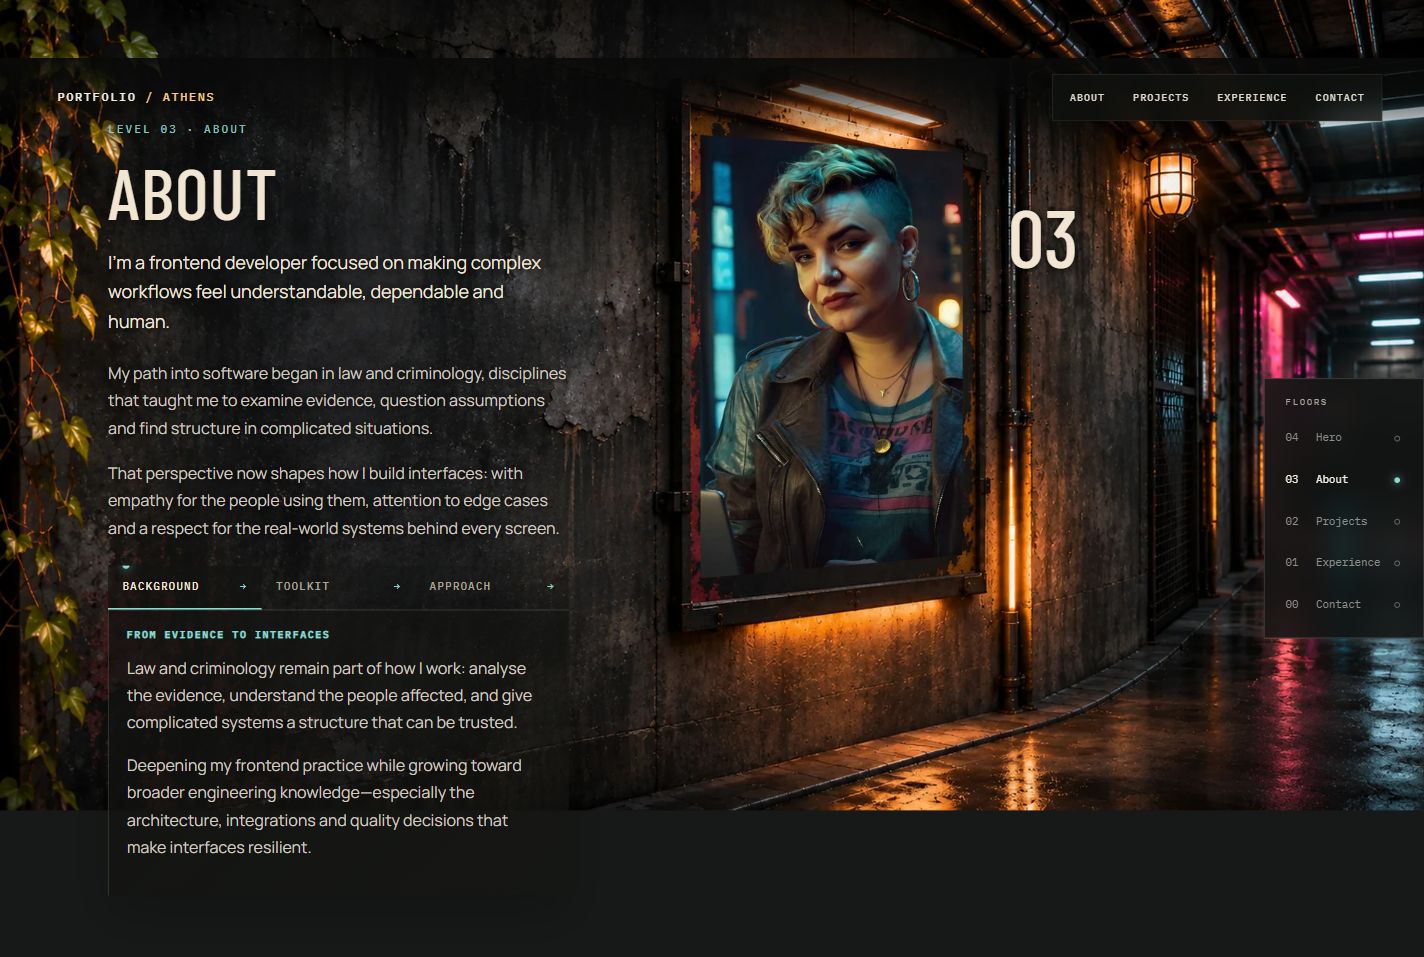 PORTFOLIO / ATHENS
ABOUT PROJECTS EXPERIENCE CONTACT
LEVEL 03 · ABOUT
ABOUT
03
I'm a frontend developer focused on making complex
workflows feel understandable, dependable and
human.
My path into software began in law and criminology, disciplines
that taught me to examine evidence, question assumptions
and find structure in complicated situations.
That perspective now shapes how I build interfaces: with
empathy for the people using them, attention to edge cases
and a respect for the real-world systems behind every screen.
BACKGROUND → TOOLKIT → APPROACH →
FROM EVIDENCE TO INTERFACES
Law and criminology remain part of how I work: analyse
the evidence, understand the people affected, and give
complicated systems a structure that can be trusted.
Deepening my frontend practice while growing toward
broader engineering knowledge—especially the
architecture, integrations and quality decisions that
make interfaces resilient.
FLOORS
04 Hero
03 About
02 Projects
01 Experience
00 Contact